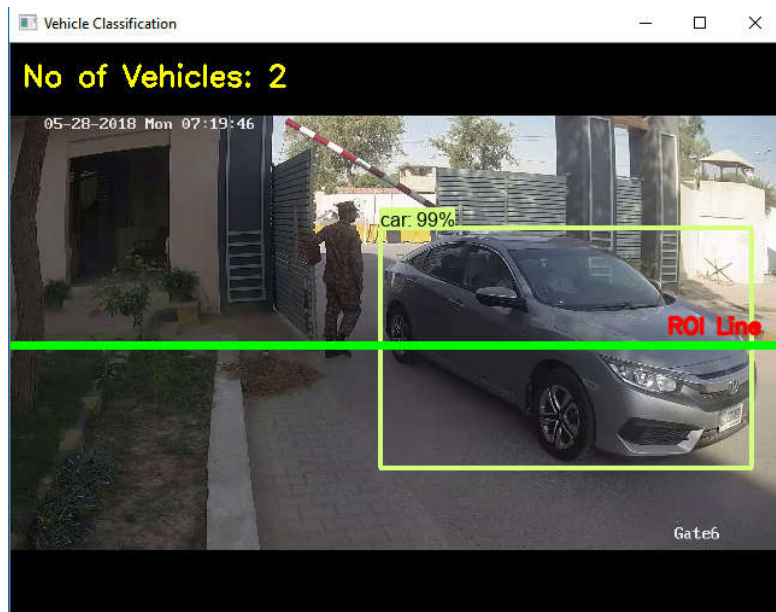 Vehicle Classification
No of Vehicles: 2
05-28-2018 Mon 07:19:46
car: 99%
ROI Line
Gate6